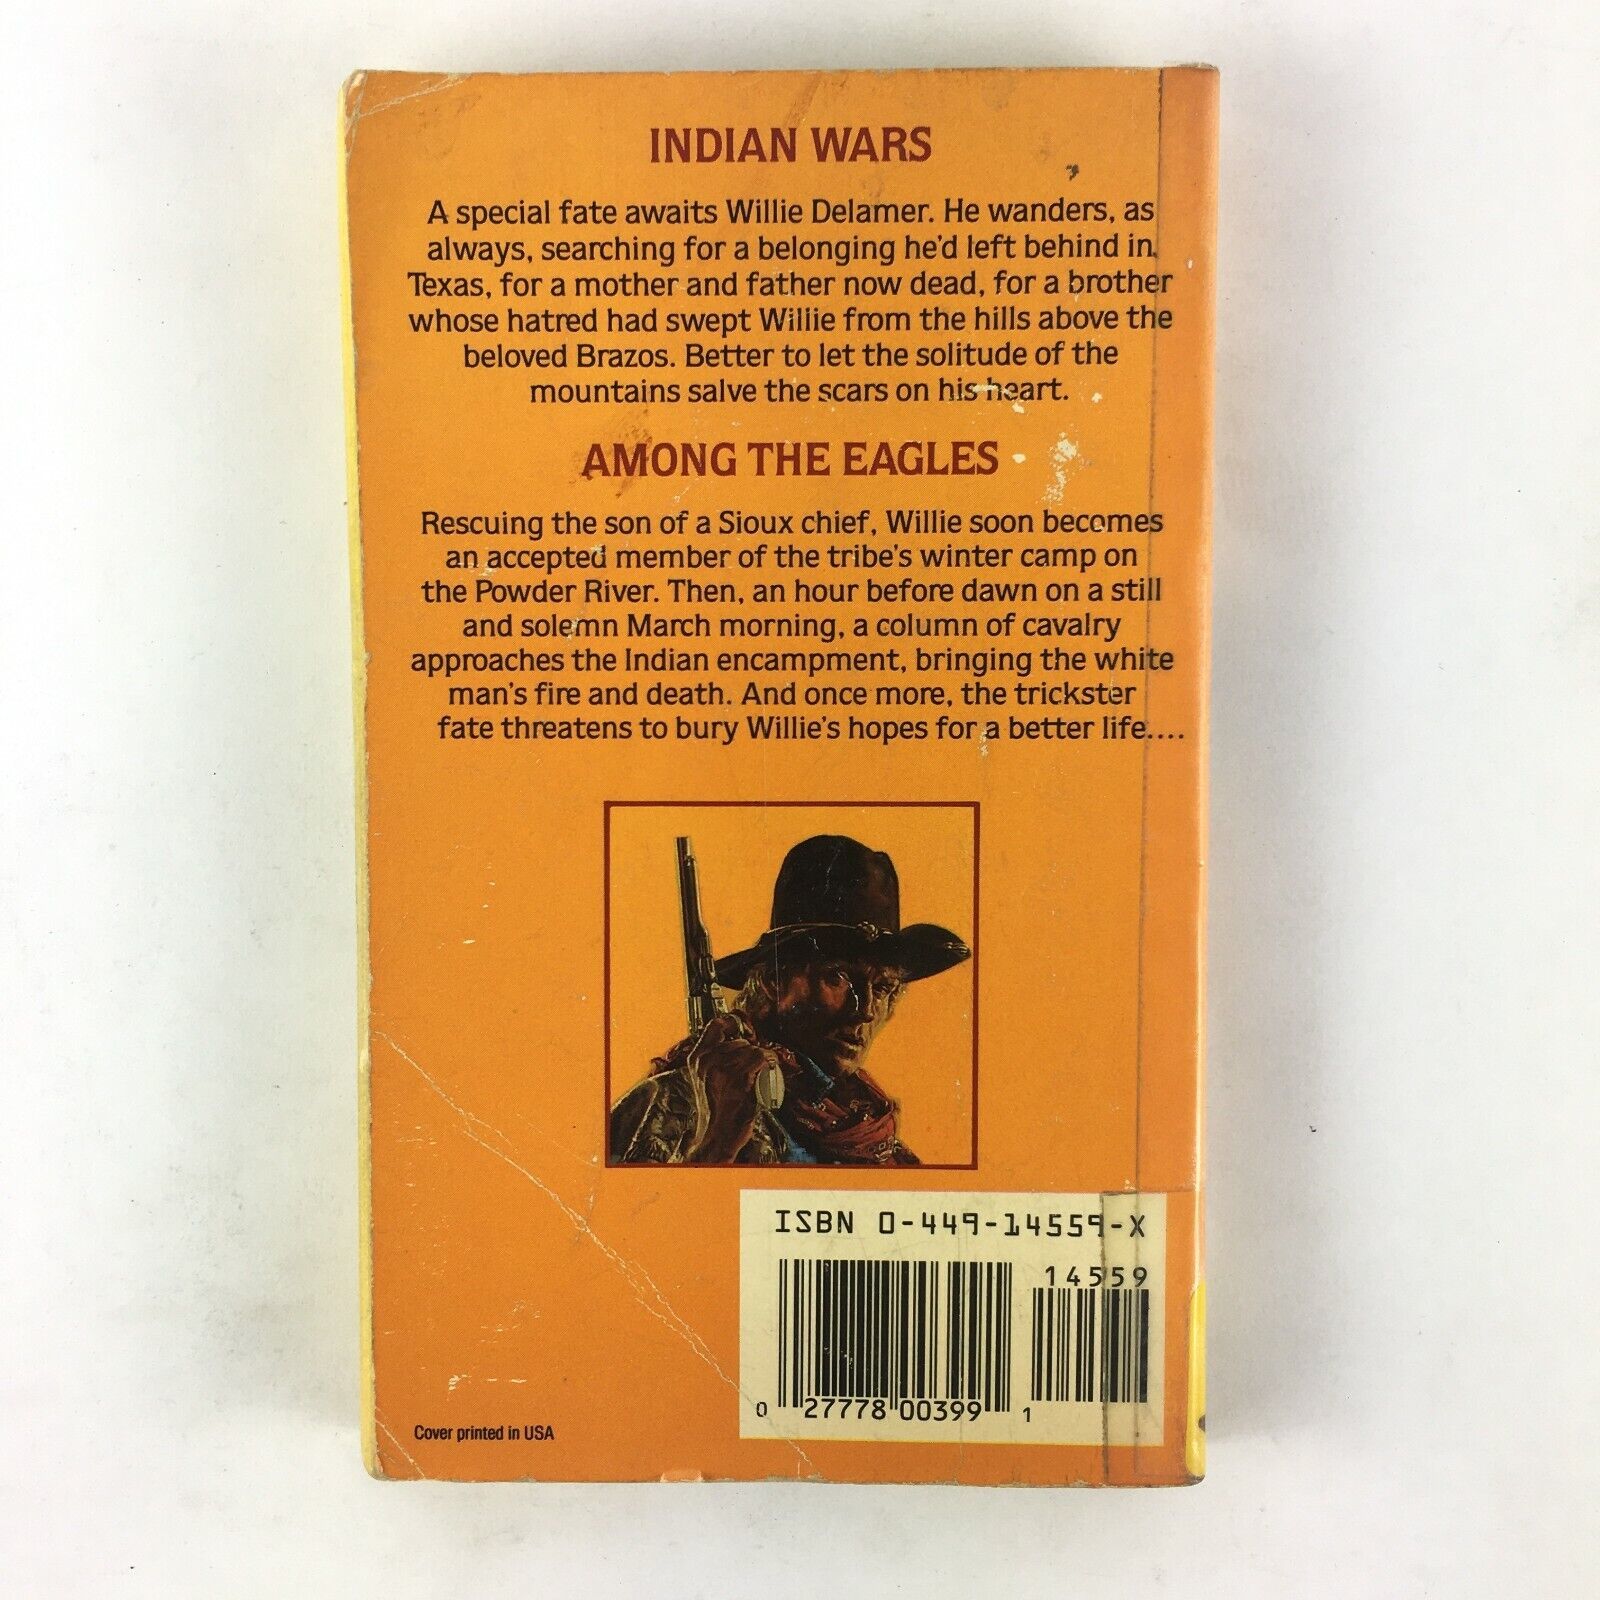 INDIAN WARS
A special fate awaits Willie Delamer. He wanders, as
always, searching for a belonging he'd left behind in
Texas, for a mother and father now dead, for a brother
whose hatred had swept Willie from the hills above the
beloved Brazos. Better to let the solitude of the
mountains salve the scars on his heart.
AMONG THE EAGLES
Rescuing the son of a Sioux chief, Willie soon becomes
an accepted member of the tribe's winter camp on
the Powder River. Then, an hour before dawn on a still
and solemn March morning, a column of cavalry
approaches the Indian encampment, bringing the white
man's fire and death. And once more, the trickster
fate threatens to bury Willie's hopes for a better life....
ISBN 0-449-14559-X
14559
0 27778 00399 1
Cover printed in USA